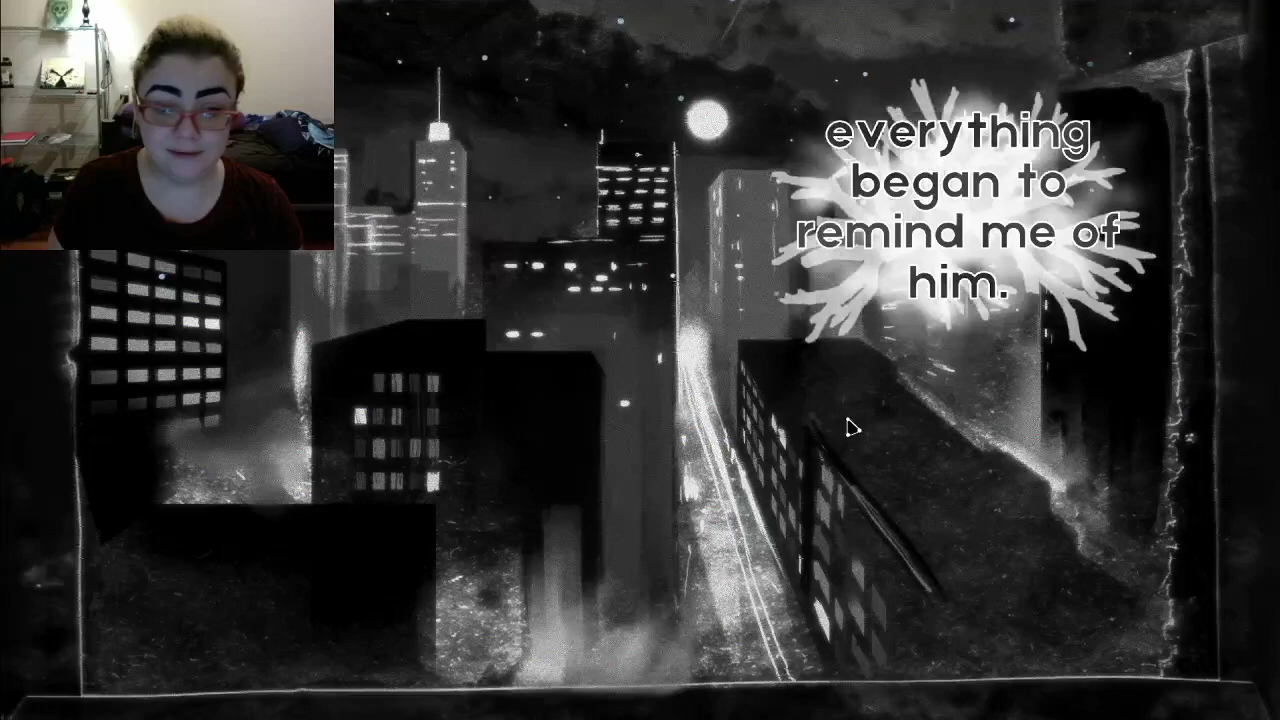 everything
began to
remind me of
him.